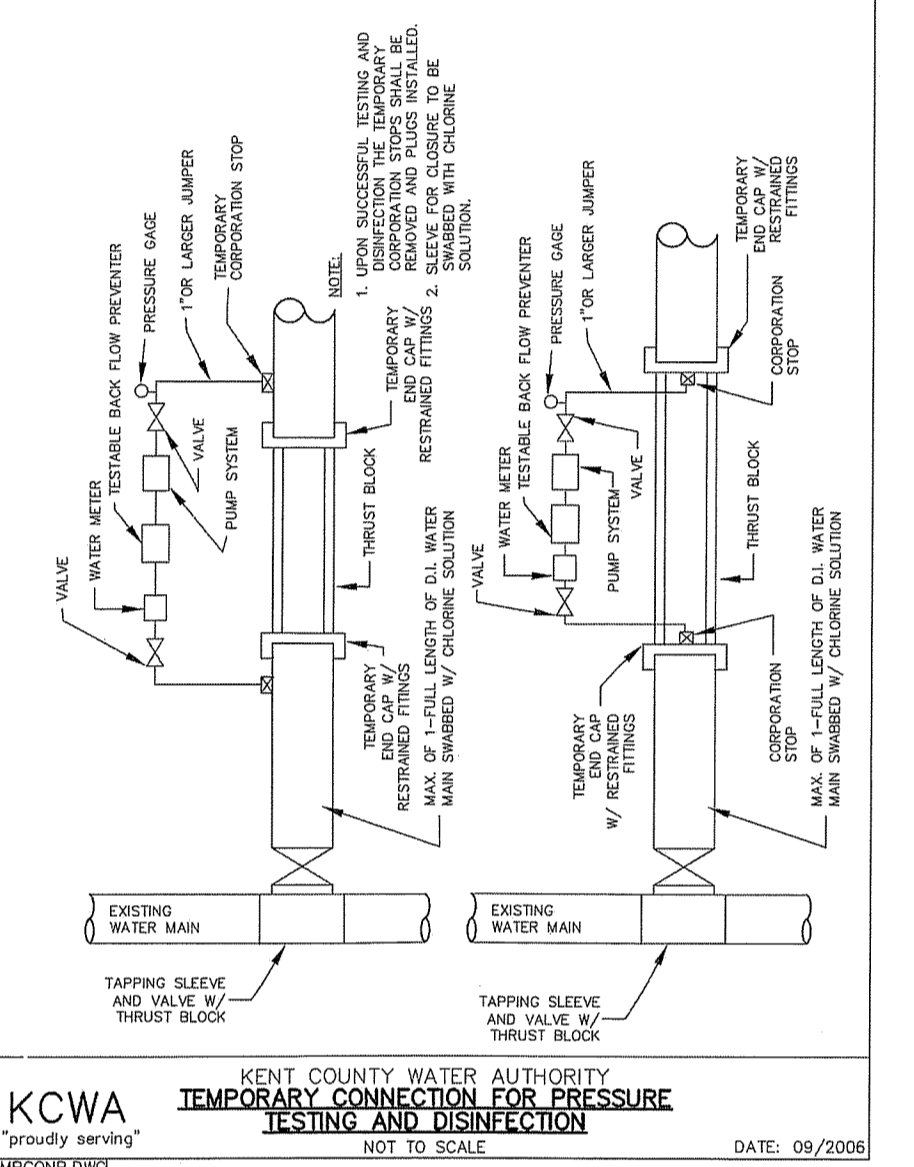 VALVE
WATER METER
TESTABLE BACK FLOW PREVENTER
PRESSURE GAGE
1"OR LARGER JUMPER
TEMPORARY
CORPORATION STOP
VALVE
PUMP SYSTEM
NOTE:
1. UPON SUCCESSFUL TESTING AND
DISINFECTION THE TEMPORARY
CORPORATION STOPS SHALL BE
REMOVED AND PLUGS INSTALLED.
2. SLEEVE FOR CLOSURE TO BE
SWABBED WITH CHLORINE
SOLUTION.
TEMPORARY
END CAP W/
RESTRAINED FITTINGS
THRUST BLOCK
TEMPORARY
END CAP W/
RESTRAINED FITINGS
MAX. OF 1-FULL LENGTH OF D.I. WATER
MAIN SWABBED W/ CHLORINE SOLUTION
EXISTING
WATER MAIN
TAPPING SLEEVE
AND VALVE W/
THRUST BLOCK
VALVE
WATER METER
TESTABLE BACK FLOW PREVENTER
PRESSURE GAGE
1"OR LARGER JUMPER
TEMPORARY
END CAP W/
RESTRAINED
FITTINGS
VALVE
PUMP SYSTEM
CORPORATION
STOP
THRUST BLOCK
TEMPORARY
END CAP
W/ RESTRAINED
FITTINGS
CORPORATION
STOP
MAX. OF 1-FULL LENGTH OF D.I. WATER
MAIN SWABBED W/ CHLORINE SOLUTION
EXISTING
WATER MAIN
TAPPING SLEEVE
AND VALVE W/
THRUST BLOCK
KCWA
"proudly serving"
KENT COUNTY WATER AUTHORITY
TEMPORARY CONNECTION FOR PRESSURE
TESTING AND DISINFECTION
NOT TO SCALE
DATE: 09/2006